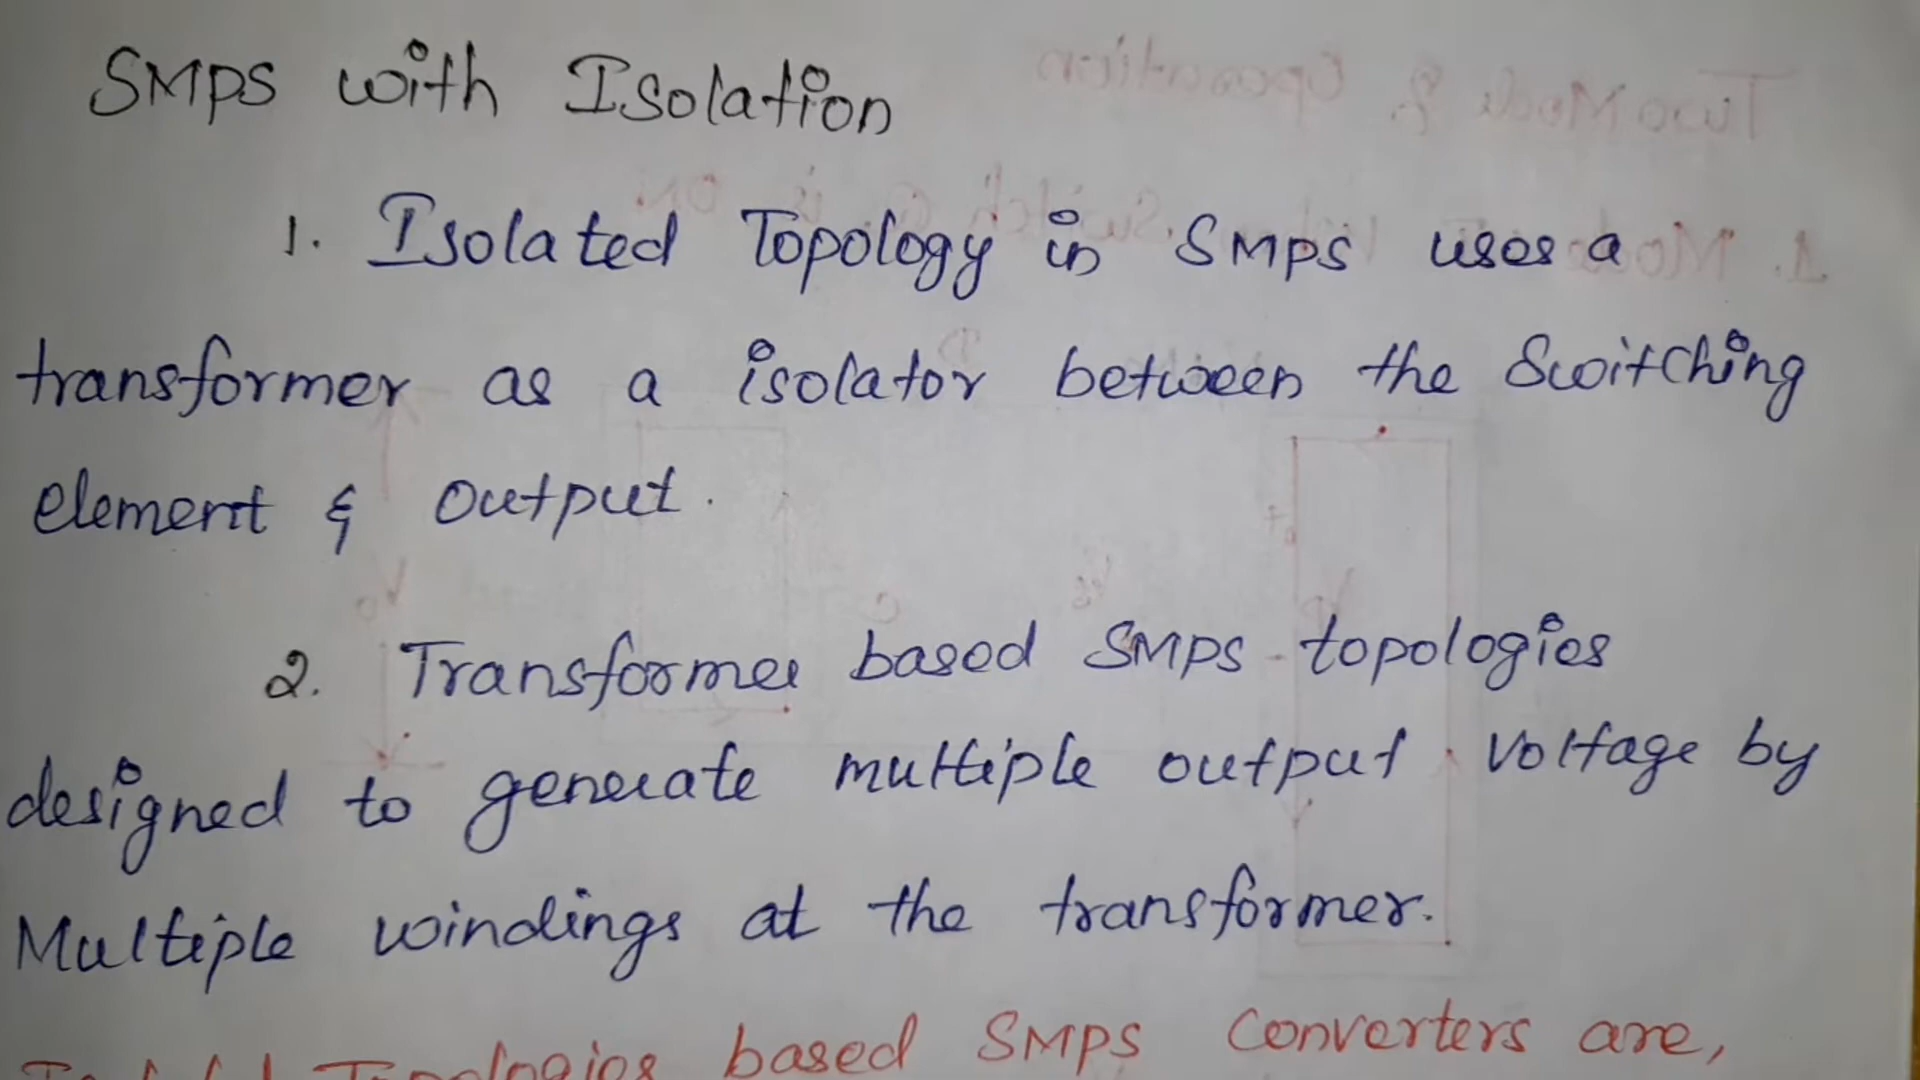 SMPS with Isolation
1. Isolated Topology in SMPS uses a
transformer as a isolator between the Switching
element & output.
2. Transformer based SMPS topologies
designed to generate multiple output voltage by
Multiple windings at the transformer.
Topologies based SMPS Converters are,